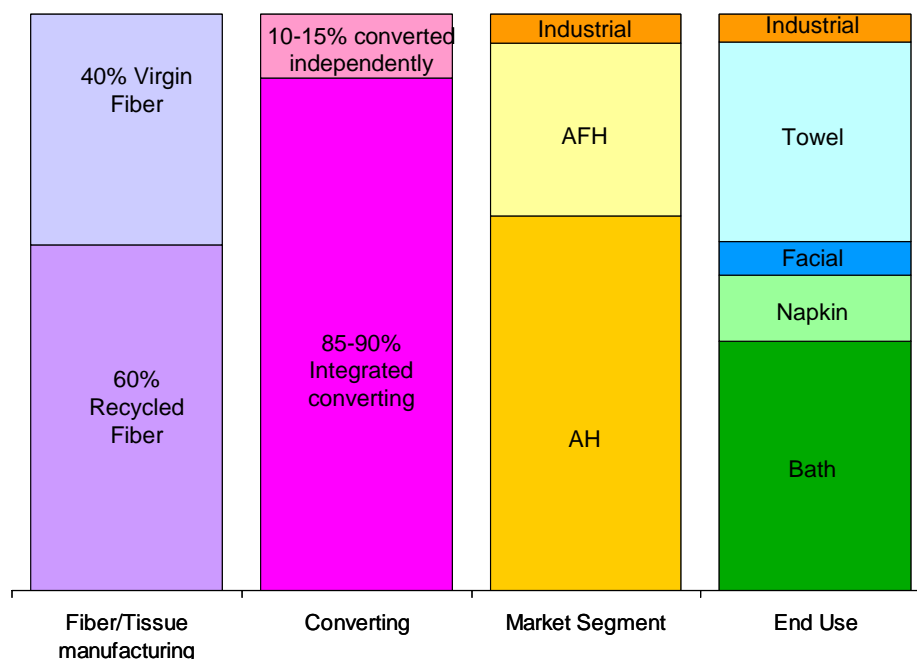 40% Virgin
Fiber
60%
Recycled
Fiber
10-15% converted
independently
85-90%
Integrated
converting
Industrial
AFH
AH
Industrial
Towel
Facial
Napkin
Bath
Fiber/Tissue
manufacturing
Converting
Market Segment
End Use